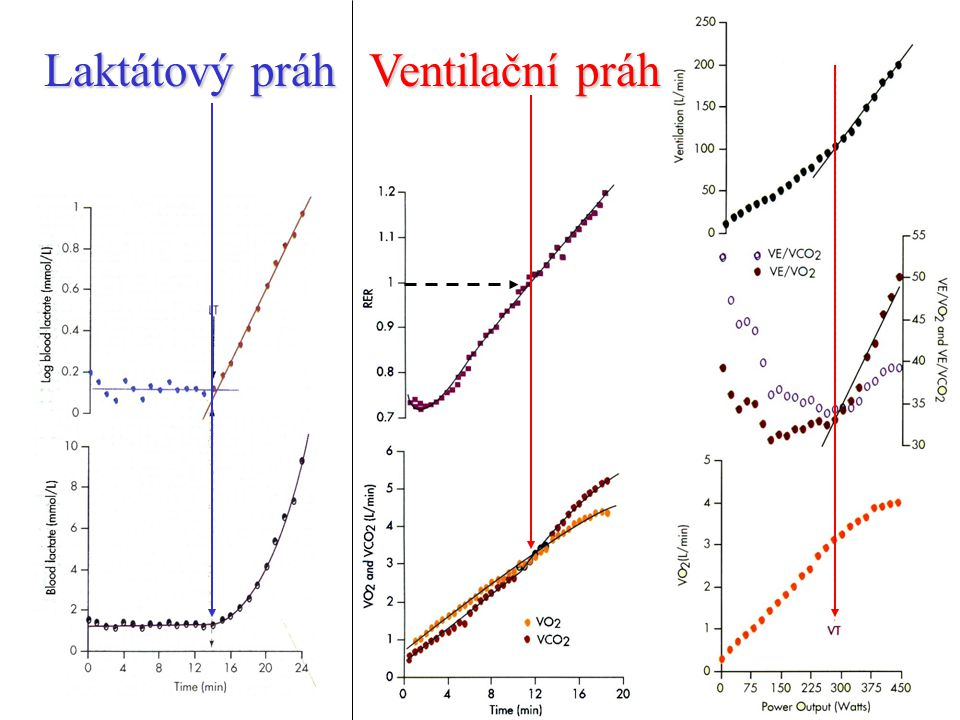 Laktátový práh
Ventilační práh
Log blood lactate (mmol/L)
1
0.8
0.6
0.4
0.2
0
LT
Blood lactate (mmol/L)
10
8
6
4
2
0
0 4 8 12 16 20 24
Time (min)
RER
1.2
1.1
1
0.9
0.8
0.7
VO2 and VCO2 (L/min)
6
5
4
3
2
1
0
VO2
VCO2
0 4 8 12 16 20
Time (min)
Ventilation (L/min)
250
200
150
100
50
0
VE/VCO2
VE/VO2
55
50
45
40
35
30
VE/VO2 and VE/VCO2
VO2(L/min)
5
4
3
2
1
0
VT
0 75 150 225 300 375 450
Power Output (Watts)